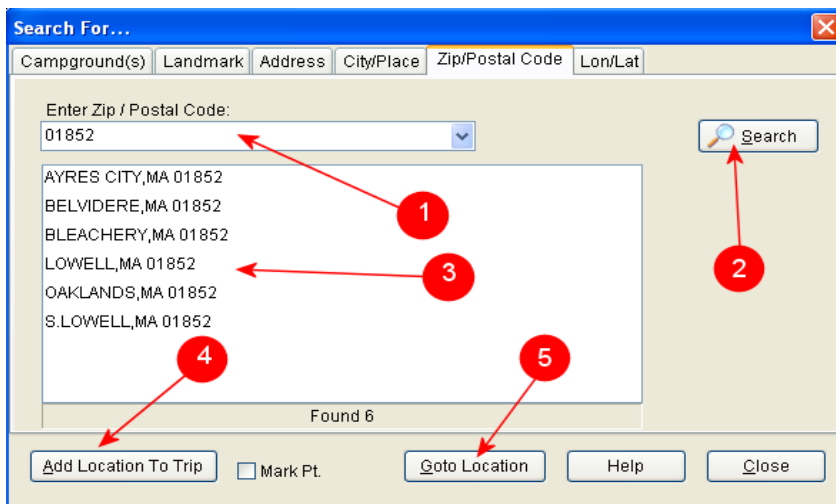 Search For...
Campground(s) Landmark Address City/Place Zip/Postal Code Lon/Lat
Enter Zip / Postal Code:
01852
Search
AYRES CITY,MA 01852
BELVIDERE,MA 01852
1
BLEACHERY,MA 01852
LOWELL,MA 01852
3
2
OAKLANDS,MA 01852
S.LOWELL,MA 01852
4
5
Found 6
Add Location To Trip Mark Pt. Goto Location Help Close